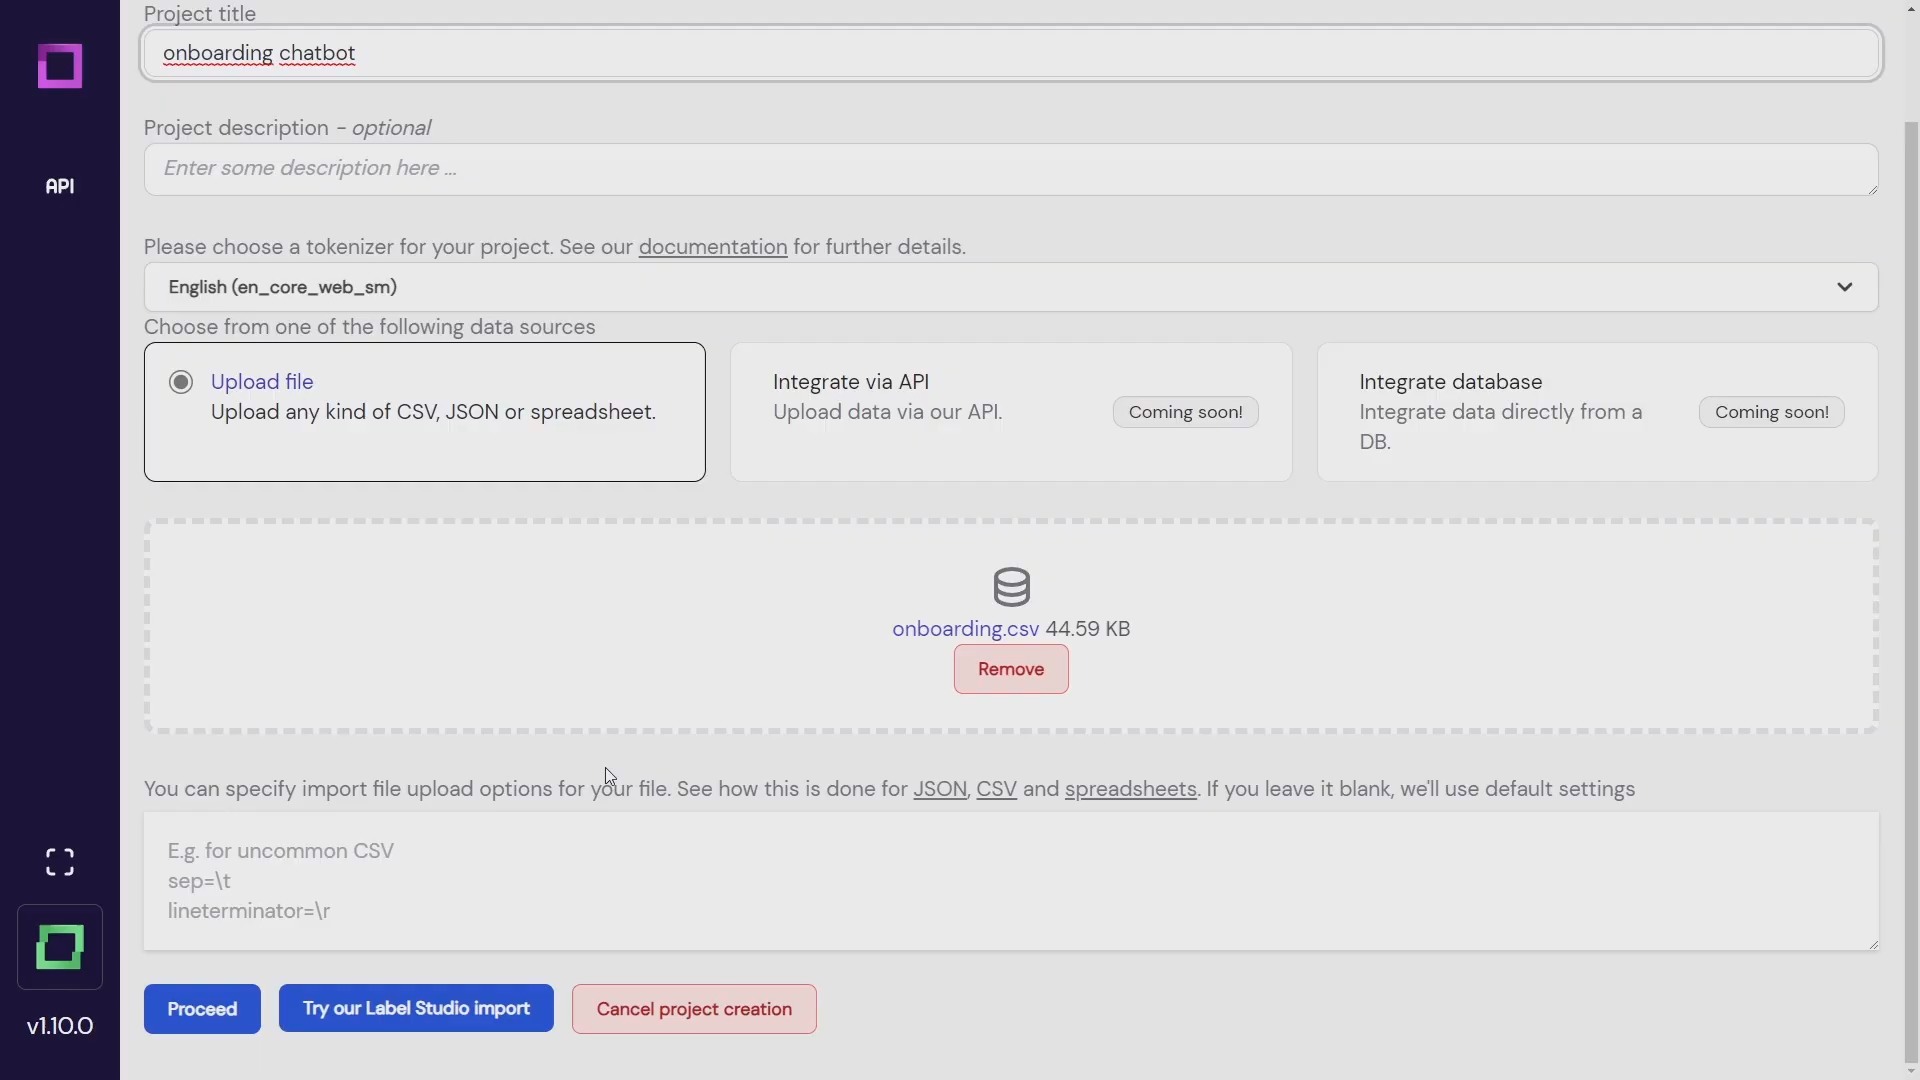 Project title
onboarding chatbot
API
Project description - optional
Enter some description here ...
Please choose a tokenizer for your project. See our documentation for further details.
English (en_core_web_sm)
Choose from one of the following data sources
Upload file
Upload any kind of CSV, JSON or spreadsheet.
Integrate via API
Upload data via our API.
Coming soon!
Integrate database
Integrate data directly from a
DB.
Coming soon!
onboarding.csv 44.59 KB
Remove
You can specify import file upload options for your file. See how this is done for JSON, CSV and spreadsheets. If you leave it blank, we'll use default settings
E.g. for uncommon CSV
sep=\t
lineterminator=\r
Proceed
Try our Label Studio import
Cancel project creation
v1.10.0